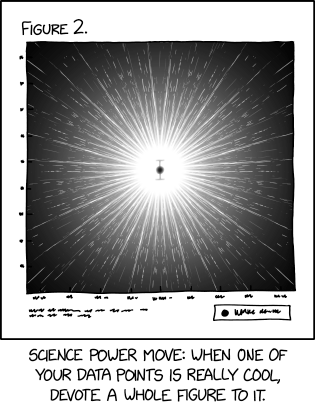 FIGURE 2.
SCIENCE POWER MOVE: WHEN ONE OF
YOUR DATA POINTS IS REALLY COOL,
DEVOTE A WHOLE FIGURE TO IT.